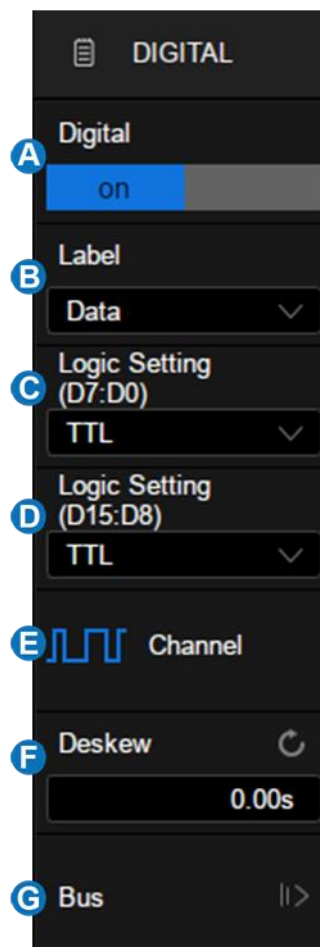 DIGITAL
Digital
A
on
B
Label
Data
Logic Setting
C
(D7:D0)
TTL
Logic Setting
D
(D15:D8)
TTL
E
Channel
Deskew
F
0.00s
G
Bus